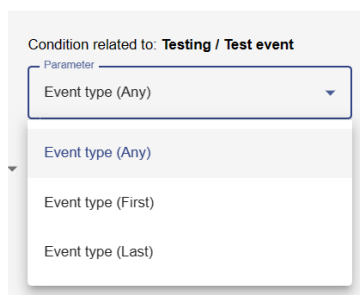 Condition related to: Testing / Test event
Parameter
Event type (Any)
Event type (Any)
Event type (First)
Event type (Last)